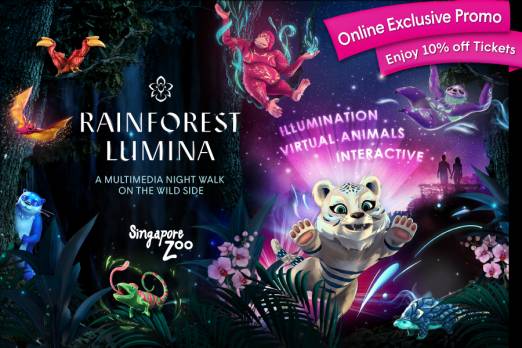 Online Exclusive Promo
Enjoy 10% off Tickets
RAINFOREST
LUMINA
A MULTIMEDIA NIGHT WALK
ON THE WILD SIDE
Singapore
Zoo
ILLUMINATION
VIRTUAL ANIMALS
INTERACTIVE